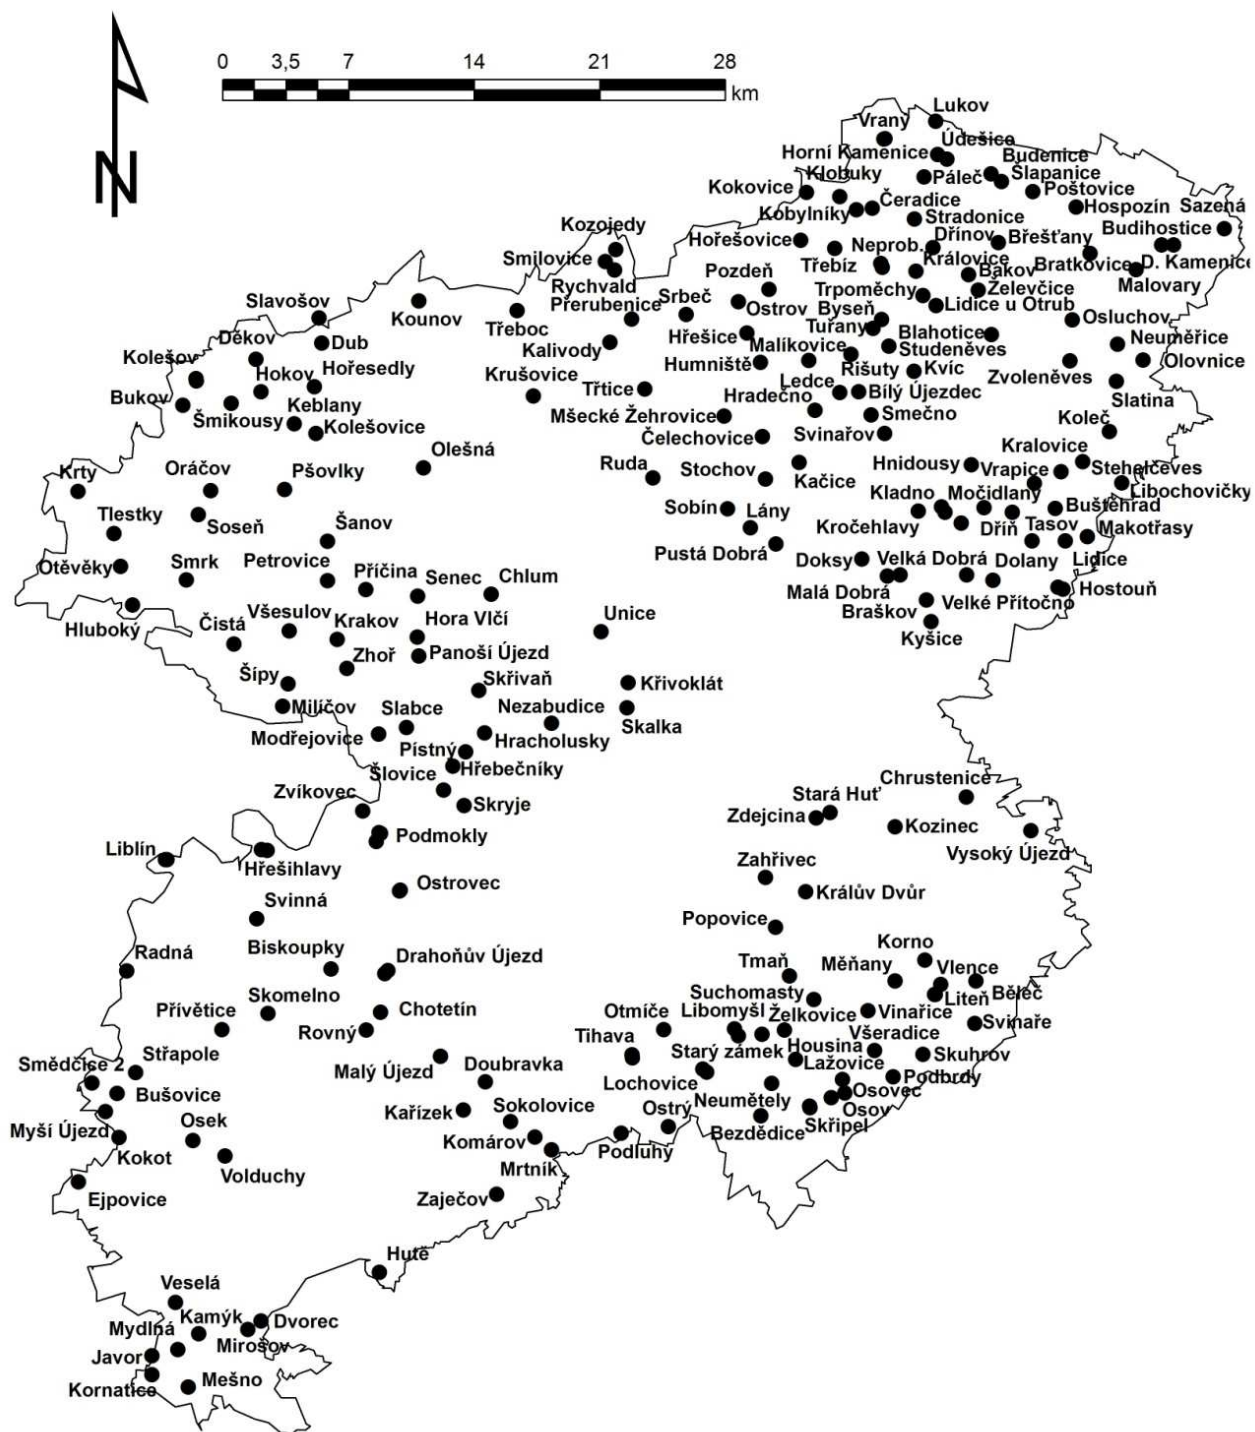 0 3,5 7 14 21 28
km
N
Lukov
Vraný
Údešice
Horní Kamenice
Budenice
Klobuky
Páleč
Šlapanice
Kokovice
Poštovice
Čeradice
Hospozín
Sazená
Kobylníky
Stradonice
Kozojedy
Hořešovice
Neprob.
Dřínov
Břešťany
Budihostice
Smilovice
Třebíz
Královice
Bratkovice
D. Kamenice
Rychvald
Pozdeň
Bakov
Malovary
Slavošov
Kounov
Přerubenice
Srbeč
Trpoměchy
Želevčice
Třeboc
Ostrov
Byseň
Lidice u Otrub
Děkov
Dub
Hřešice
Tuřany
Blahotice
Osluchov
Kolešov
Kalivody
Malíkovice
Studeněves
Neuměřice
Hokov
Hořesedly
Humniště
Rišuty
Kvíc
Zvoleněves
Olovnice
Krušovice
Třtice
Ledce
Bukov
Keblany
Hradečno
Bílý Újezdec
Slatina
Šmikousy
Mšecké Žehrovice
Smečno
Koleč
Kolešovice
Čelechovice
Svinařov
Kralovice
Olešná
Ruda
Stochov
Hnidousy
Vrapice
Stehelčeves
Krty
Oráčov
Pšovlky
Kačice
Libochovičky
Kladno
Močidlany
Sobín
Lány
Buštěhrad
Tlestky
Soseň
Šanov
Kročehlavy
Dříň
Tasov
Makotřasy
Pustá Dobrá
Otěvěky
Smrk
Petrovice
Doksy
Velká Dobrá
Dolany
Lidice
Příčina
Senec
Chlum
Malá Dobrá
Hostouň
Všesulov
Braškov
Velké Přítočno
Hluboký
Čistá
Krakov
Hora Vlčí
Unice
Kyšice
Zhoř
Panoší Újezd
Šípy
Skřivaň
Křivoklát
Milíčov
Slabce
Nezabudice
Skalka
Modřejovice
Pístný
Hracholusky
Šlovice
Hřebečníky
Zvíkovec
Skryje
Chrustenice
Stará Huť
Zdejcina
Podmokly
Kozinec
Liblín
Vysoký Újezd
Hřešihlavy
Zahřivec
Ostrovec
Králův Dvůr
Svinná
Popovice
Radná
Biskoupky
Drahoňův Újezd
Korno
Tmaň
Měňany
Vlence
Skomelno
Suchomasty
Běleč
Přívětice
Chotetín
Otmíče
Libomyšl
Želkovice
Vinařice
Liteň
Rovný
Tihava
Všeradice
Svinaře
Smědčice 2
Střapole
Starý zámek
Housina
Malý Újezd
Doubravka
Lažovice
Skuhrov
Bušovice
Lochovice
Podbrdy
Kařízek
Sokolovice
Neumětely
Osovec
Myší Újezd
Osek
Ostrý
Osov
Kokot
Komárov
Bezdědice
Skřipel
Volduchy
Mrtník
Podluhy
Ejpovice
Zaječov
Hutě
Veselá
Kamýk
Dvorec
Mydlná
Mirošov
Javor
Kornatice
Mešno